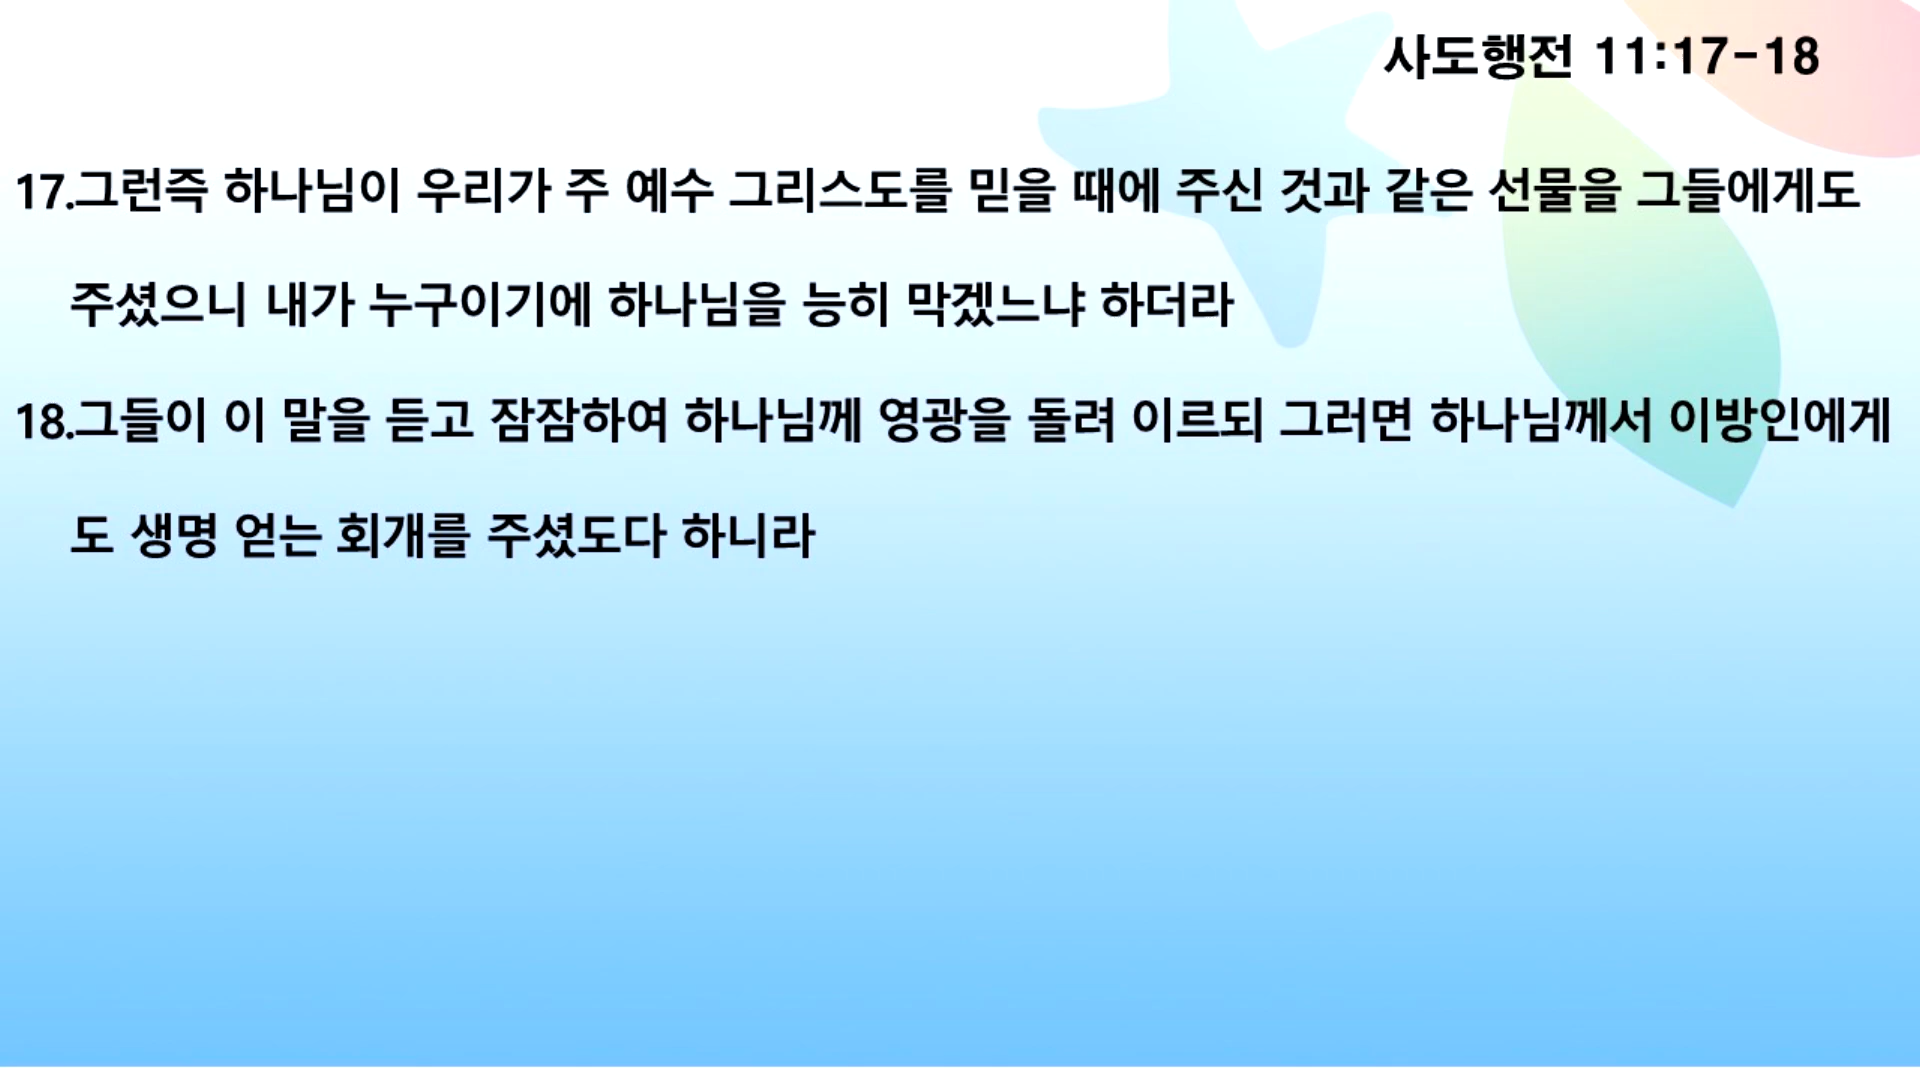 사도행전 11:17-18
17.그런즉 하나님이 우리가 주 예수 그리스도를 믿을 때에 주신 것과 같은 선물을 그들에게도
주셨으니 내가 누구이기에 하나님을 능히 막겠느냐 하더라
18.그들이 이 말을 듣고 잠잠하여 하나님께 영광을 돌려 이르되 그러면 하나님께서 이방인에게
도 생명 얻는 회개를 주셨도다 하니라